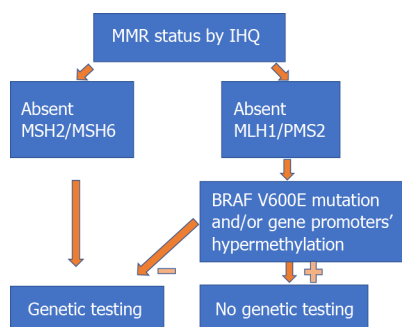 MMR status by IHQ
Absent
MSH2/MSH6
Absent
MLH1/PMS2
BRAF V600E mutation
and/or gene promoters'
hypermethylation
Genetic testing
No genetic testing